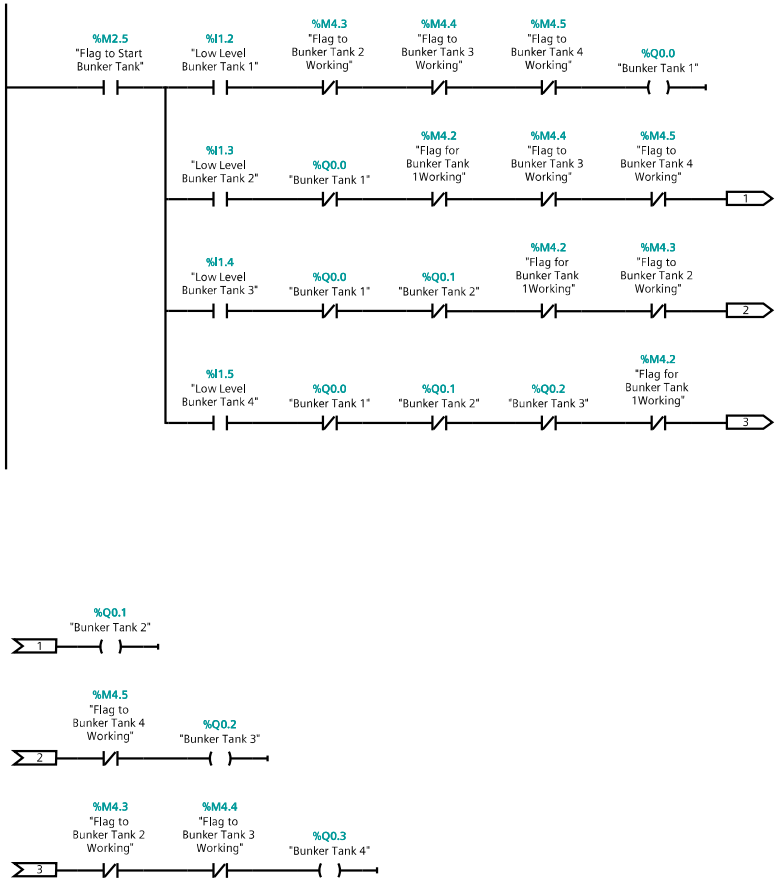 %M2.5
"Flag to Start
Bunker Tank"
%I1.2
"Low Level
Bunker Tank 1"
%M4.3
"Flag to
Bunker Tank 2
Working"
%M4.4
"Flag to
Bunker Tank 3
Working"
%M4.5
"Flag to
Bunker Tank 4
Working"
%Q0.0
"Bunker Tank 1"
%I1.3
"Low Level
Bunker Tank 2"
%Q0.0
"Bunker Tank 1"
%M4.2
"Flag for
Bunker Tank
1Working"
%M4.4
"Flag to
Bunker Tank 3
Working"
%M4.5
"Flag to
Bunker Tank 4
Working"
1
%I1.4
"Low Level
Bunker Tank 3"
%Q0.0
"Bunker Tank 1"
%Q0.1
"Bunker Tank 2"
%M4.2
"Flag for
Bunker Tank
1Working"
%M4.3
"Flag to
Bunker Tank 2
Working"
2
%I1.5
"Low Level
Bunker Tank 4"
%Q0.0
"Bunker Tank 1"
%Q0.1
"Bunker Tank 2"
%Q0.2
"Bunker Tank 3"
%M4.2
"Flag for
Bunker Tank
1Working"
3
1
%Q0.1
"Bunker Tank 2"
2
%M4.5
"Flag to
Bunker Tank 4
Working"
%Q0.2
"Bunker Tank 3"
3
%M4.3
"Flag to
Bunker Tank 2
Working"
%M4.4
"Flag to
Bunker Tank 3
Working"
%Q0.3
"Bunker Tank 4"